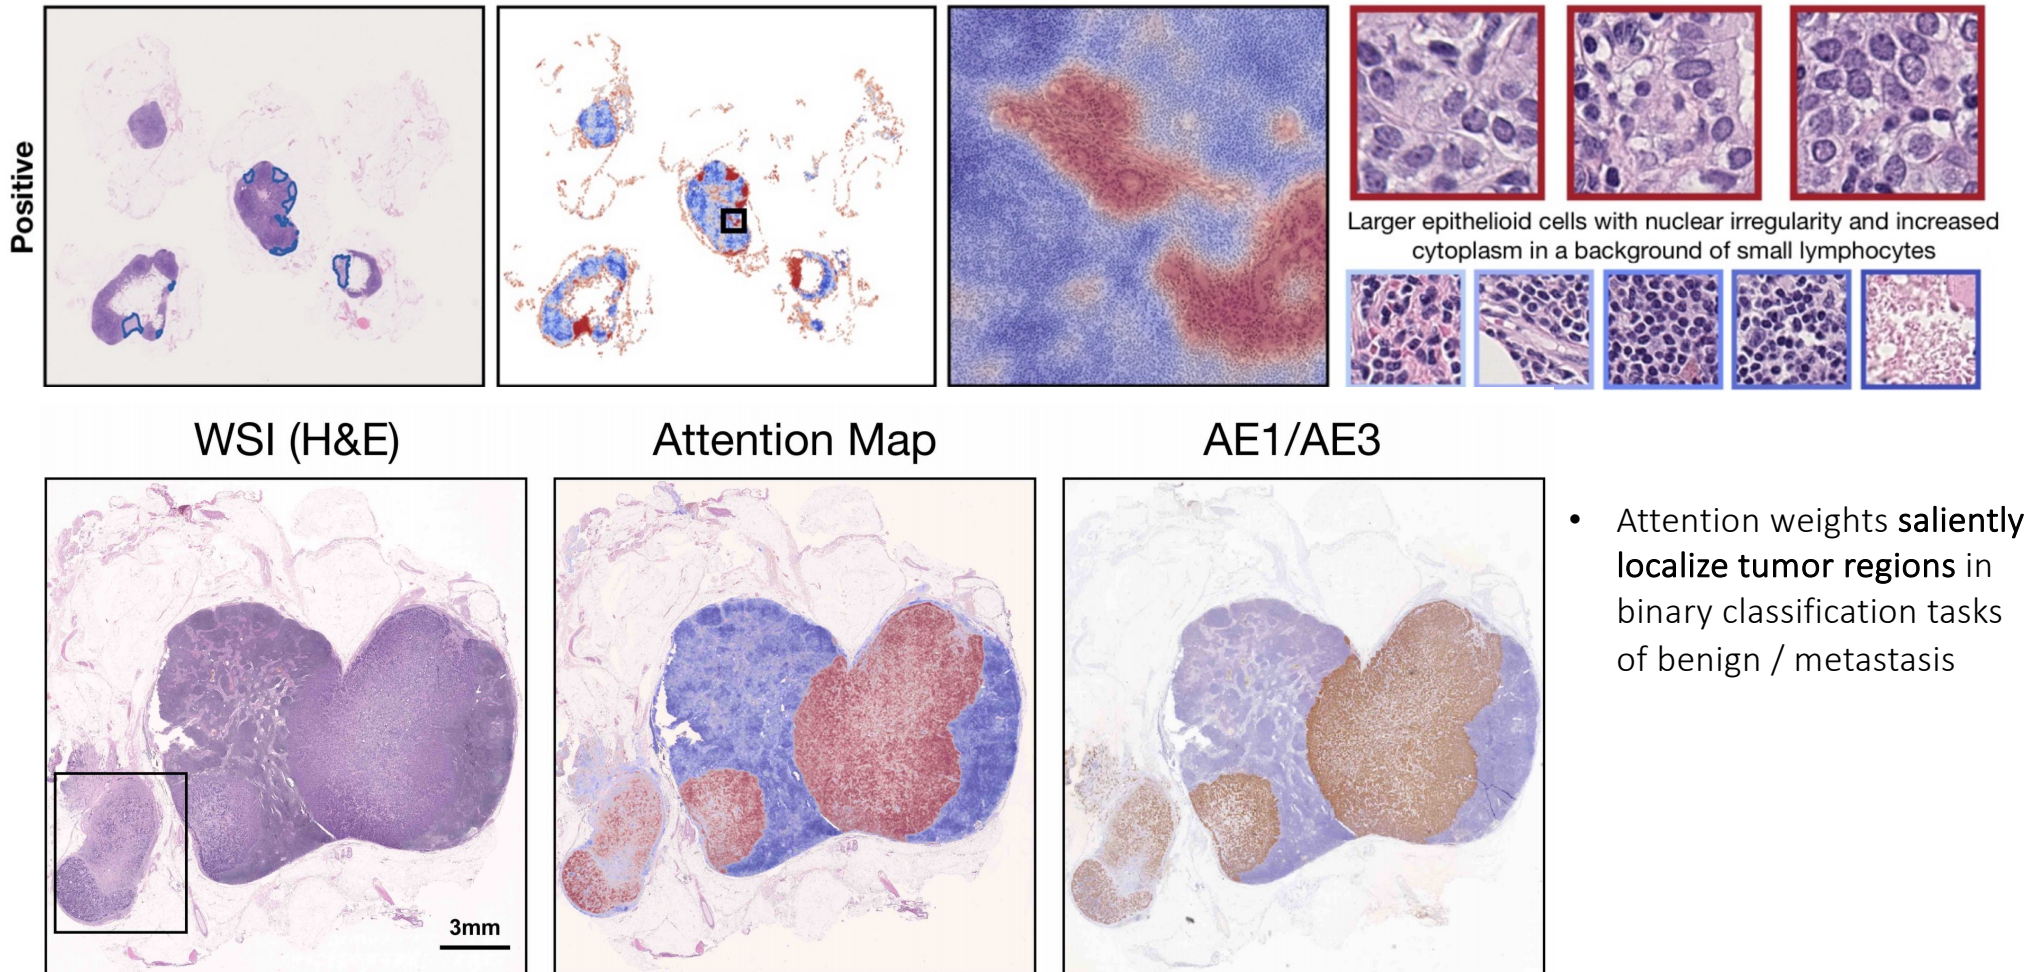 Positive
Larger epithelioid cells with nuclear irregularity and increased
cytoplasm in a background of small lymphocytes
WSI (H&E)
Attention Map
AE1/AE3
3mm
• Attention weights saliently
localize tumor regions in
binary classification tasks
of benign / metastasis